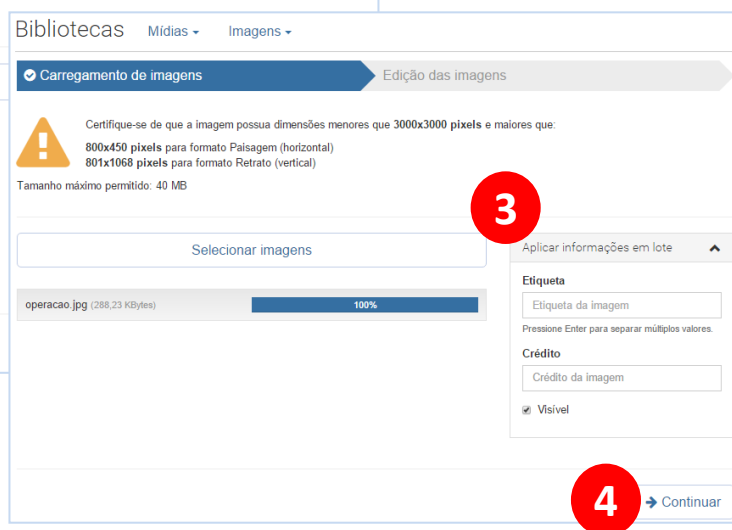 Bibliotecas Mídias Imagens
Carregamento de imagens Edição das imagens
Certifique-se de que a imagem possua dimensões menores que 3000x3000 pixels e maiores que:
800x450 pixels para formato Paisagem (horizontal)
801x1068 pixels para formato Retrato (vertical)
Tamanho máximo permitido: 40 MB
3
Selecionar imagens
Aplicar informações em lote
operacao.jpg (288,23 KBytes) 100%
Etiqueta
Etiqueta da imagem
Pressione Enter para separar múltiplos valores.
Crédito
Crédito da imagem
Visível
4
Continuar